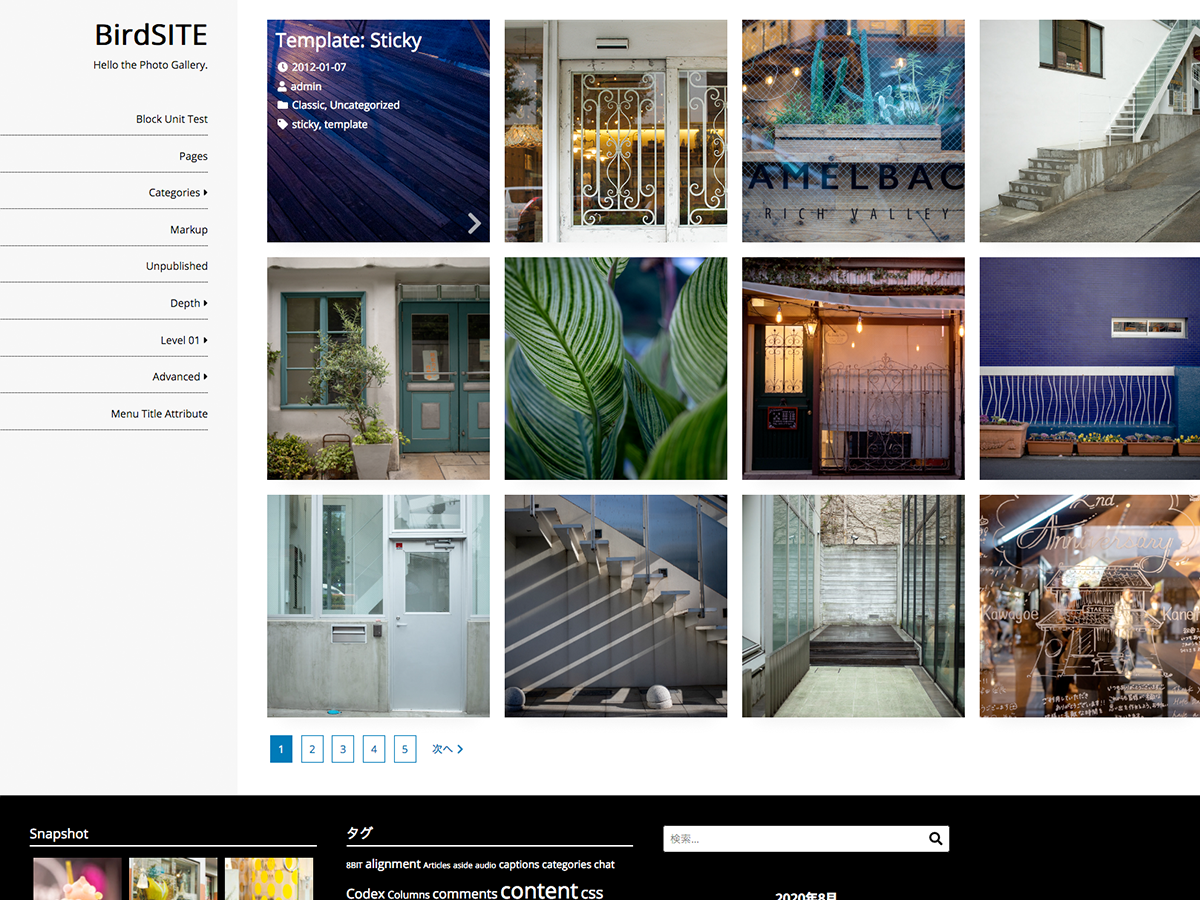 BirdSITE
Hello the Photo Gallery.
Block Unit Test
Pages
Categories
Markup
Unpublished
Depth
Level 01
Advanced
Menu Title Attribute
Template: Sticky
2012-01-07
admin
Classic, Uncategorized
sticky, template
AMELBAC
RICH VALLEY
2nd
Anniversary
Kawagoe
STARBUCKS
1 2 3 4 5 次へ
Snapshot
タグ
8BIT alignment Articles aside audio captions categories chat
Codex Columns comments content css
検索...
2020年8月